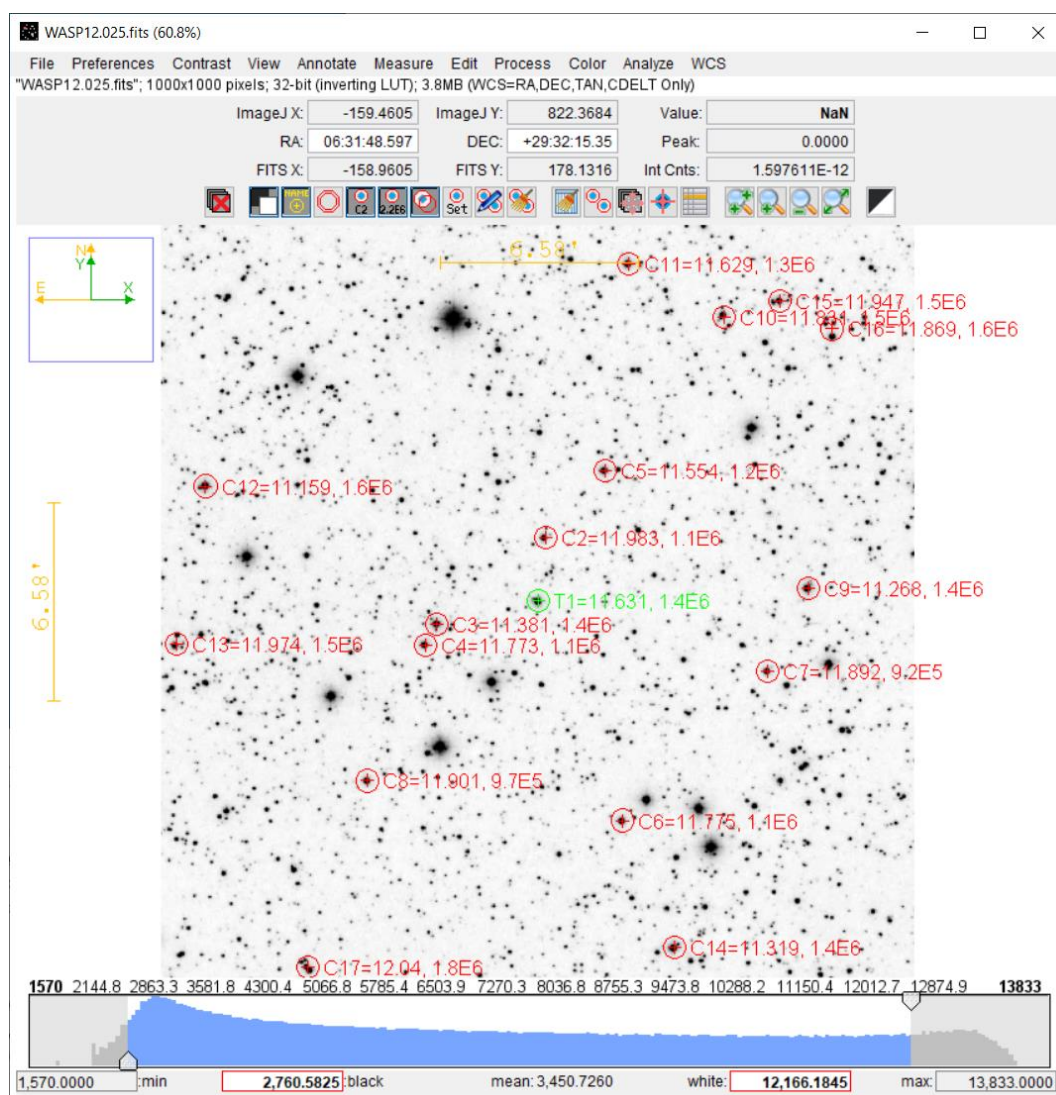 WASP12.025.fits (60.8%)
File Preferences Contrast View Annotate Measure Edit Process Color Analyze WCS
"WASP12.025.fits"; 1000x1000 pixels; 32-bit (inverting LUT); 3.8MB (WCS=RA,DEC,TAN,CDELT Only)
ImageJ X: -159.4605 ImageJ Y: 822.3684 Value: NaN
RA: 06:31:48.597 DEC: +29:32:15.35 Peak: 0.0000
FITS X: -158.9605 FITS Y: 178.1316 Int Cnts: 1.597611E-12
NAME C2 2.2E6 Set
N
Y
E
X
6.58'
C11=11.629, 1.3E6
C15=11.947, 1.5E6
C10=11.831, 1.5E6
C16=11.869, 1.6E6
C5=11.554, 1.2E6
C12=11.159, 1.6E6
C2=11.983, 1.1E6
6.58'
C9=11.268, 1.4E6
T1=11.631, 1.4E6
C3=11.381, 1.4E6
C13=11.974, 1.5E6
C4=11.773, 1.1E6
C7=11.892, 9.2E5
C8=11.901, 9.7E5
C6=11.775, 1.1E6
C14=11.319, 1.4E6
C17=12.04, 1.8E6
1570 2144.8 2863.3 3581.8 4300.4 5066.8 5785.4 6503.9 7270.3 8036.8 8755.3 9473.8 10288.2 11150.4 12012.7 12874.9 13833
1,570.0000 :min 2,760.5825 :black mean: 3,450.7260 white: 12,166.1845 max: 13,833.0000